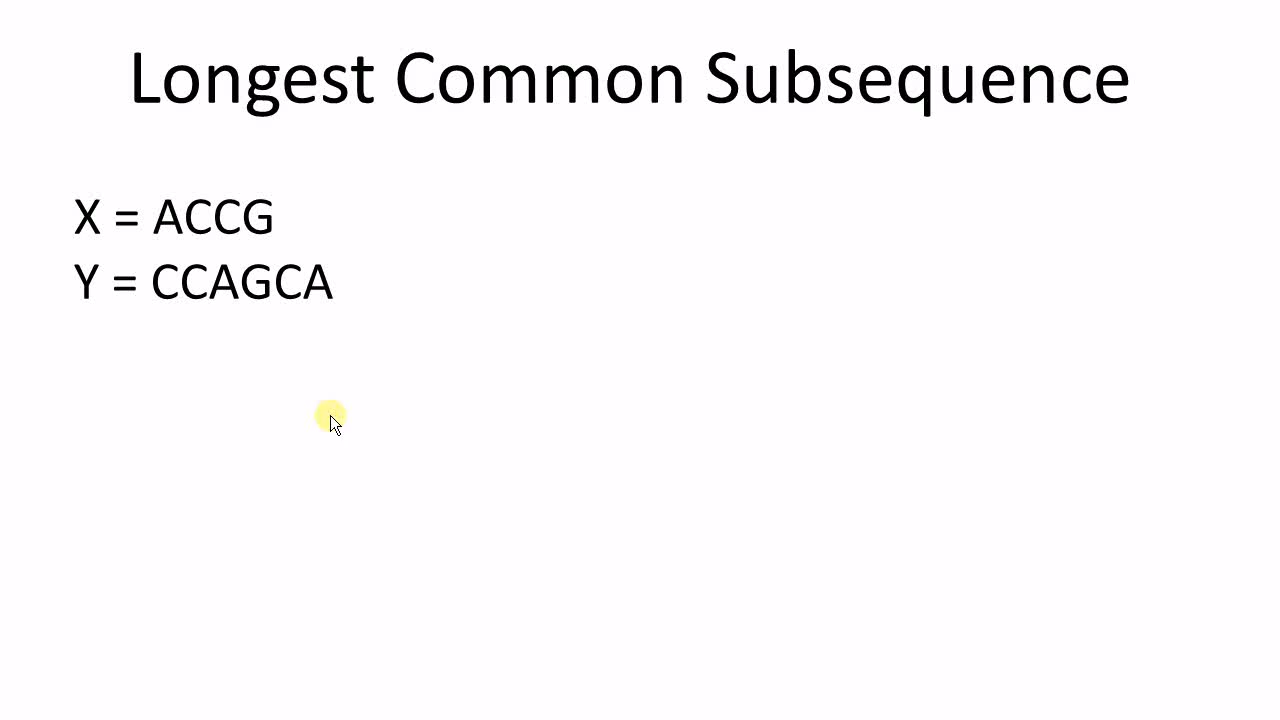 Longest Common Subsequence
X = ACCG
Y = CCAGCA